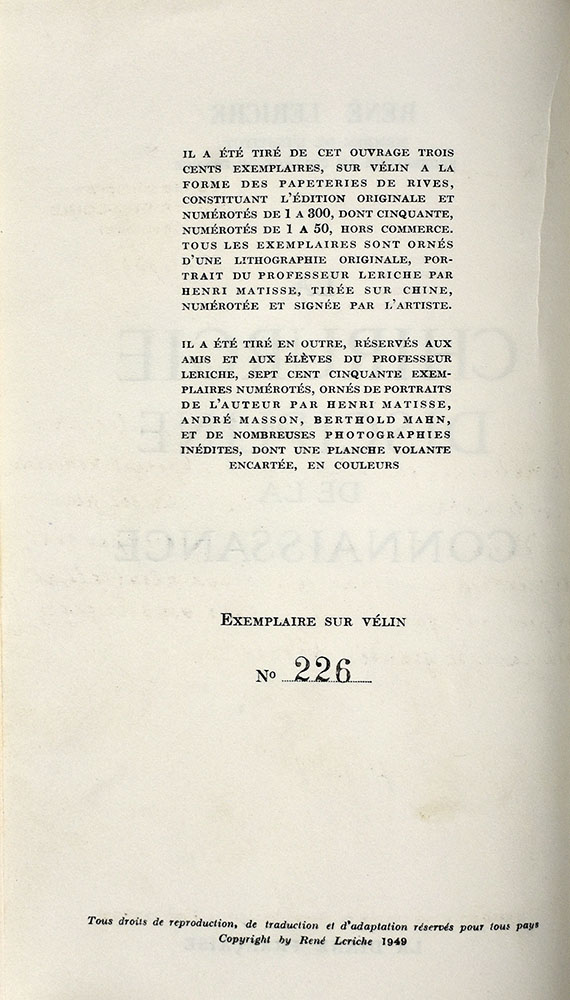 IL A ÉTÉ TIRÉ DE CET OUVRAGE TROIS
CENTS EXEMPLAIRES, SUR VÉLIN A LA
FORME DES PAPETERIES DE RIVES,
CONSTITUANT L'ÉDITION ORIGINALE ET
NUMÉROTÉS DE 1 A 300, DONT CINQUANTE,
NUMÉROTÉS DE 1 A 50, HORS COMMERCE.
TOUS LES EXEMPLAIRES SONT ORNÉS
D'UNE LITHOGRAPHIE ORIGINALE, POR-
TRAIT DU PROFESSEUR LERICHE PAR
HENRI MATISSE, TIRÉE SUR CHINE,
NUMÉROTÉE ET SIGNÉE PAR L'ARTISTE.
IL A ÉTÉ TIRÉ EN OUTRE, RÉSERVÉS AUX
AMIS ET AUX ÉLÈVES DU PROFESSEUR
LERICHE, SEPT CENT CINQUANTE EXEM-
PLAIRES NUMÉROTÉS, ORNÉS DE PORTRAITS
DE L'AUTEUR PAR HENRI MATISSE,
ANDRÉ MASSON, BERTHOLD MAHN,
ET DE NOMBREUSES PHOTOGRAPHIES
INÉDITES, DONT UNE PLANCHE VOLANTE
ENCARTÉE, EN COULEURS
EXEMPLAIRE SUR VÉLIN
No 226
Tous droits de reproduction, de traduction et d'adaptation réservés pour tous pays
Copyright by René Leriche 1949